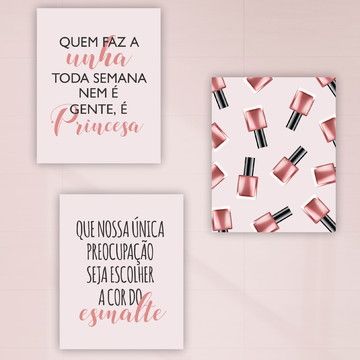 QUEM FAZ A
unha
TODA SEMANA
NEM É
GENTE, É
Princesa
QUE NOSSA ÚNICA
PREOCUPAÇÃO
SEJA ESCOLHER
A COR DO
esmalte